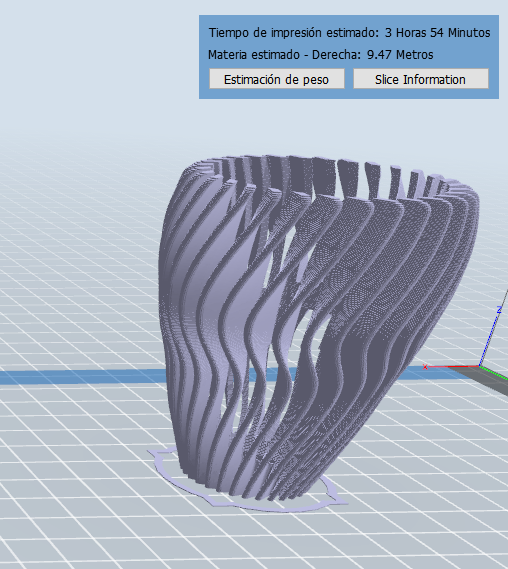 Tiempo de impresión estimado: 3 Horas 54 Minutos
Materia estimado - Derecha: 9.47 Metros
Estimación de peso
Slice Information
Z
X